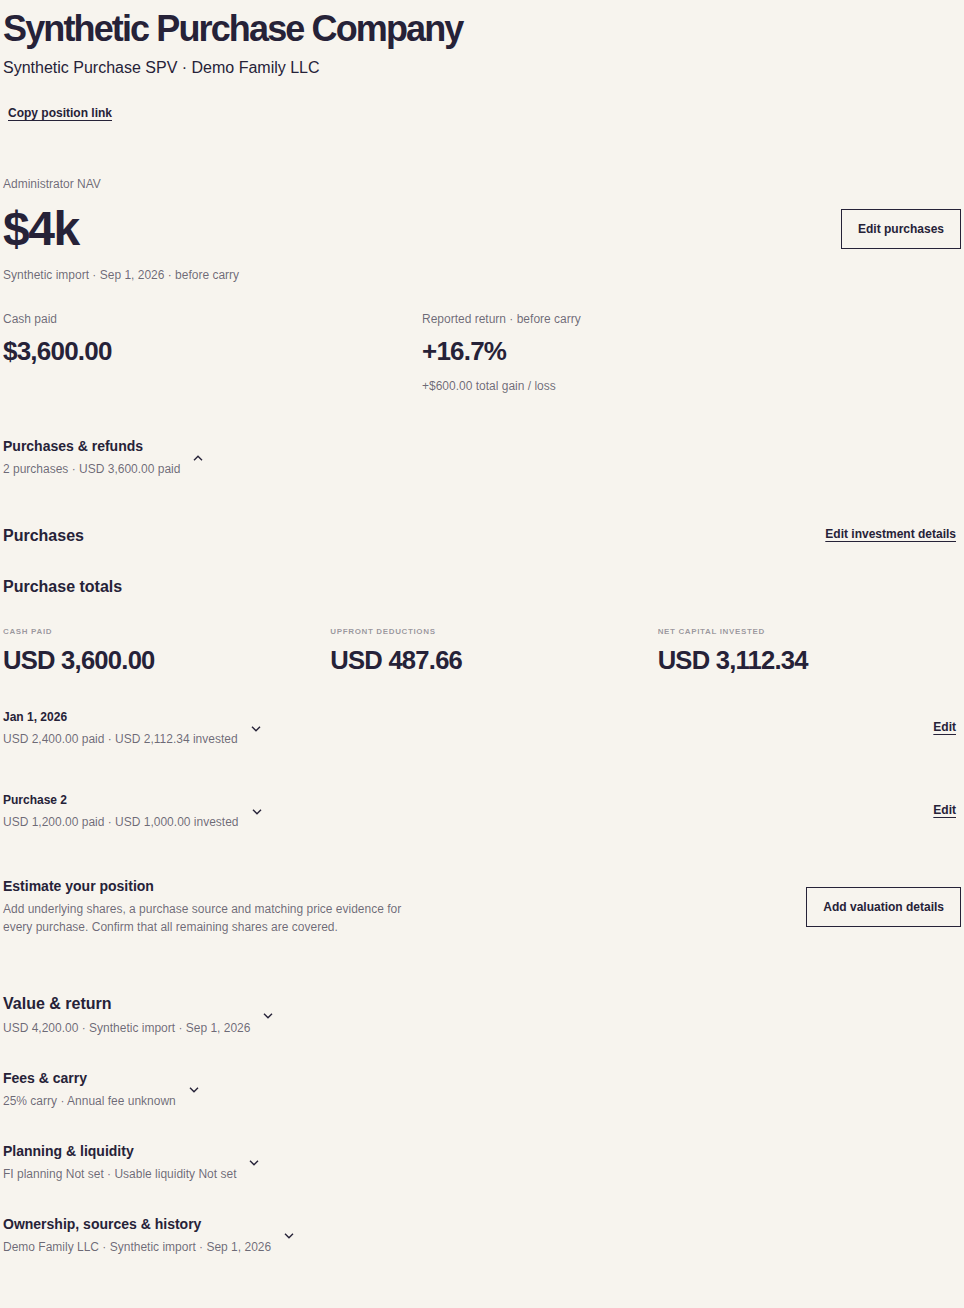 Synthetic Purchase Company
Synthetic Purchase SPV · Demo Family LLC
Copy position link
Administrator NAV
$4k
Edit purchases
Synthetic import · Sep 1, 2026 · before carry
Cash paid
Reported return · before carry
$3,600.00
+16.7%
+$600.00 total gain / loss
Purchases & refunds
2 purchases · USD 3,600.00 paid
Purchases
Edit investment details
Purchase totals
CASH PAID
UPFRONT DEDUCTIONS
NET CAPITAL INVESTED
USD 3,600.00
USD 487.66
USD 3,112.34
Jan 1, 2026
USD 2,400.00 paid · USD 2,112.34 invested
Edit
Purchase 2
USD 1,200.00 paid · USD 1,000.00 invested
Edit
Estimate your position
Add underlying shares, a purchase source and matching price evidence for
every purchase. Confirm that all remaining shares are covered.
Add valuation details
Value & return
USD 4,200.00 · Synthetic import · Sep 1, 2026
Fees & carry
25% carry · Annual fee unknown
Planning & liquidity
FI planning Not set · Usable liquidity Not set
Ownership, sources & history
Demo Family LLC · Synthetic import · Sep 1, 2026